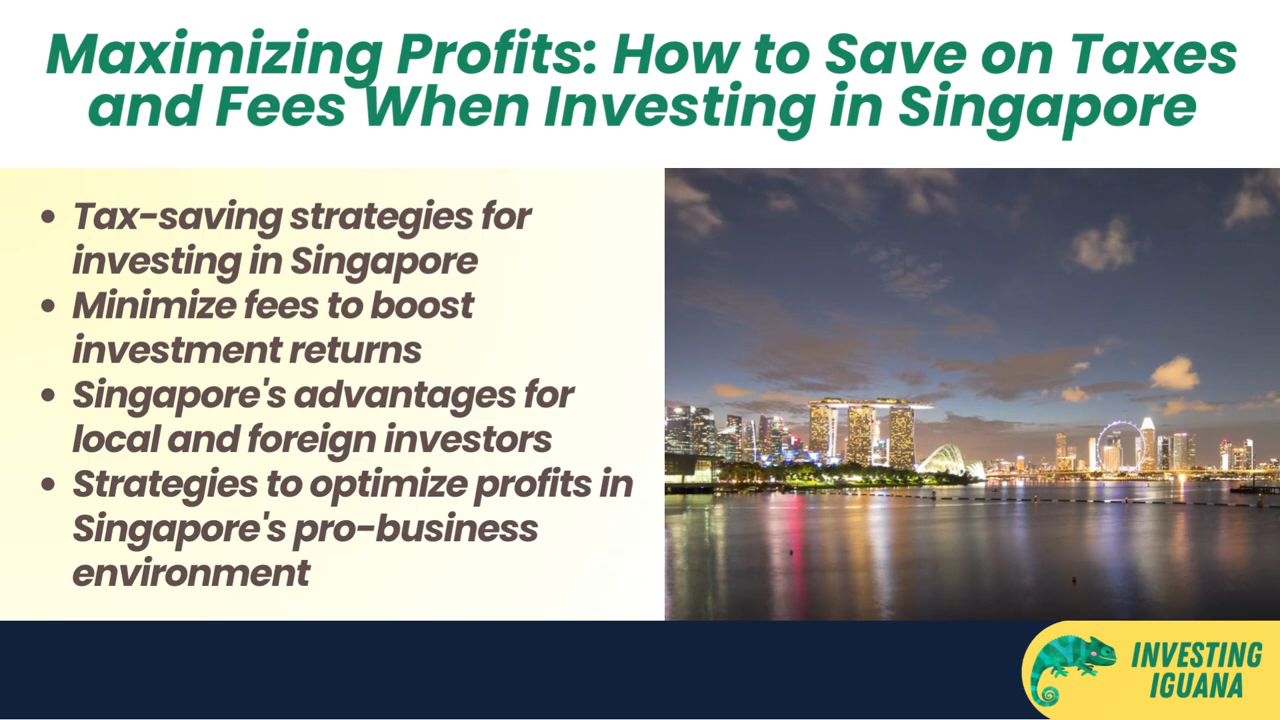 Maximizing Profits: How to Save on Taxes
and Fees When Investing in Singapore
• Tax-saving strategies for
investing in Singapore
• Minimize fees to boost
investment returns
• Singapore's advantages for
local and foreign investors
• Strategies to optimize profits in
Singapore's pro-business
environment
INVESTING
IGUANA